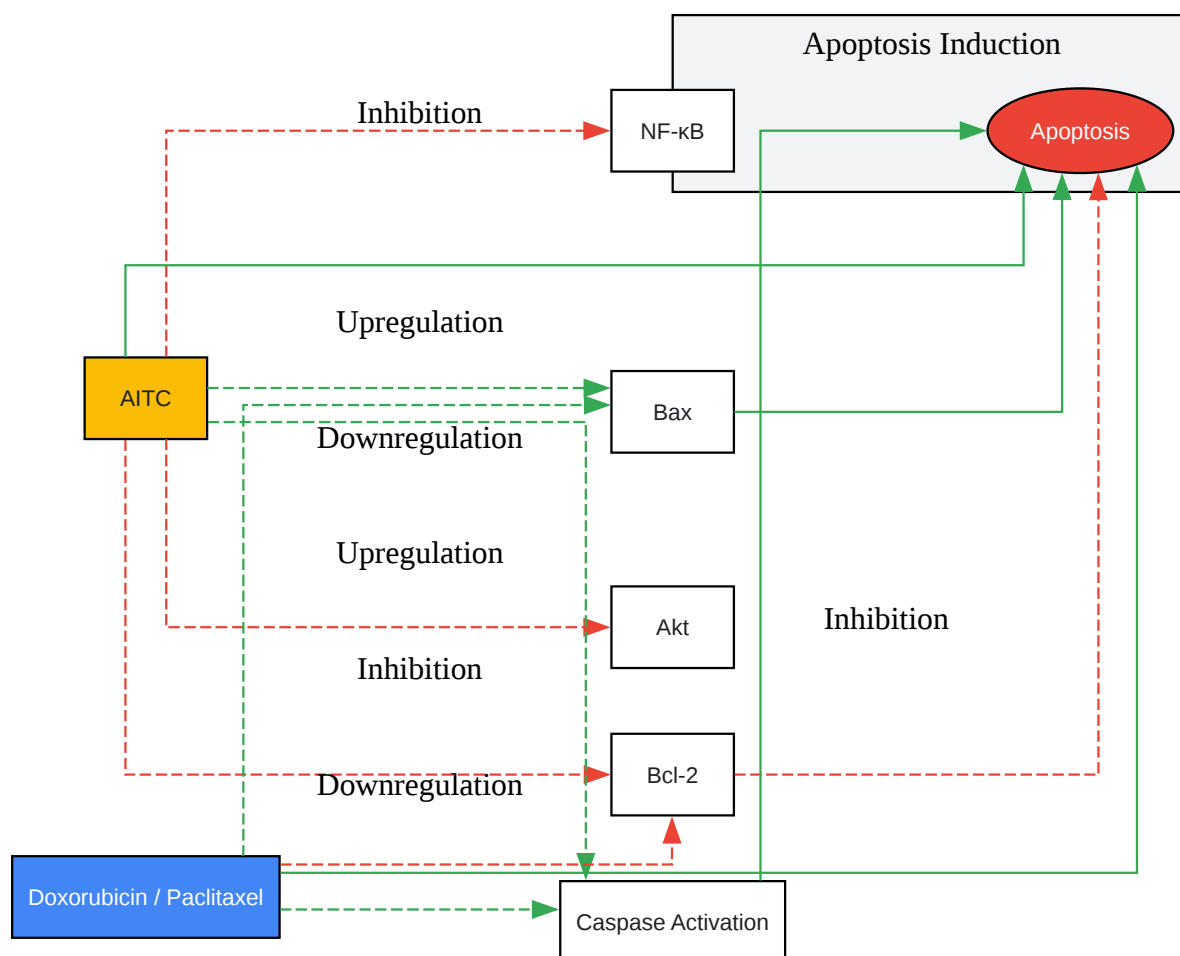 Apoptosis Induction
Inhibition
NF-κB
Apoptosis
Upregulation
AITC
Bax
Downregulation
Upregulation
Akt
Inhibition
Inhibition
Bcl-2
Downregulation
Doxorubicin / Paclitaxel
Caspase Activation